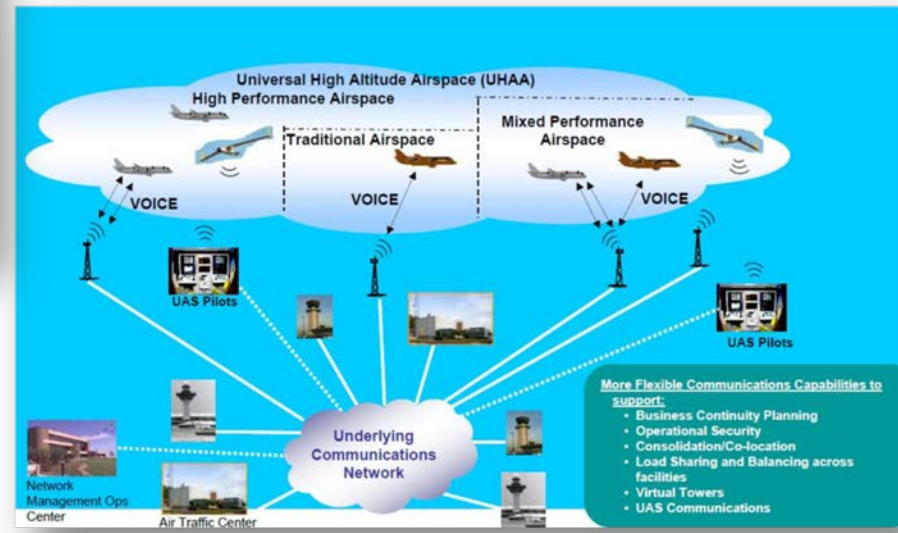 Universal High Altitude Airspace (UHAA)
High Performance Airspace
Traditional Airspace
Mixed Performance
Airspace
VOICE
VOICE
VOICE
UAS Pilots
UAS Pilots
Underlying
Communications
Network
Network
Management Ops
Center
Air Traffic Center
More Flexible Communications Capabilities to
support:
• Business Continuity Planning
• Operational Security
• Consolidation/Co-location
• Load Sharing and Balancing across
facilities
• Virtual Towers
• UAS Communications